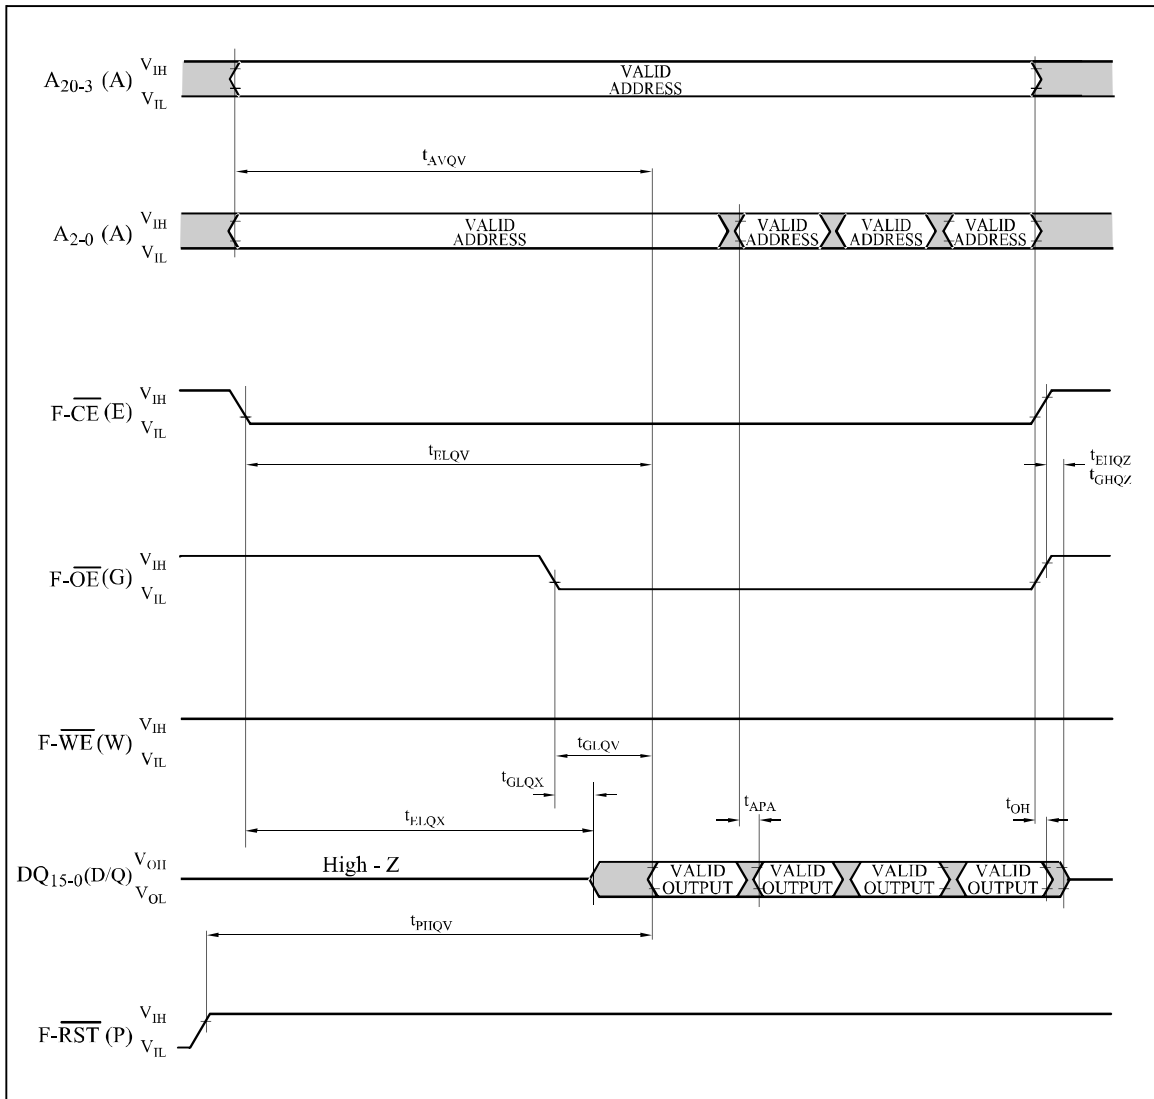 A20-3 (A) VIH VIL VALID ADDRESS
tAVQV
A2-0 (A) VIH VIL VALID ADDRESS VALID ADDRESS VALID ADDRESS VALID ADDRESS
F-CE (E) VIH VIL
tELQV
tEHQZ
tGHQZ
F-OE (G) VIH VIL
F-WE (W) VIH VIL
tGLQV
tGLQX
tELQX
tAPA
tOH
DQ15-0 (D/Q) VOH VOL High - Z VALID OUTPUT VALID OUTPUT VALID OUTPUT VALID OUTPUT
tPHQV
F-RST (P) VIH VIL